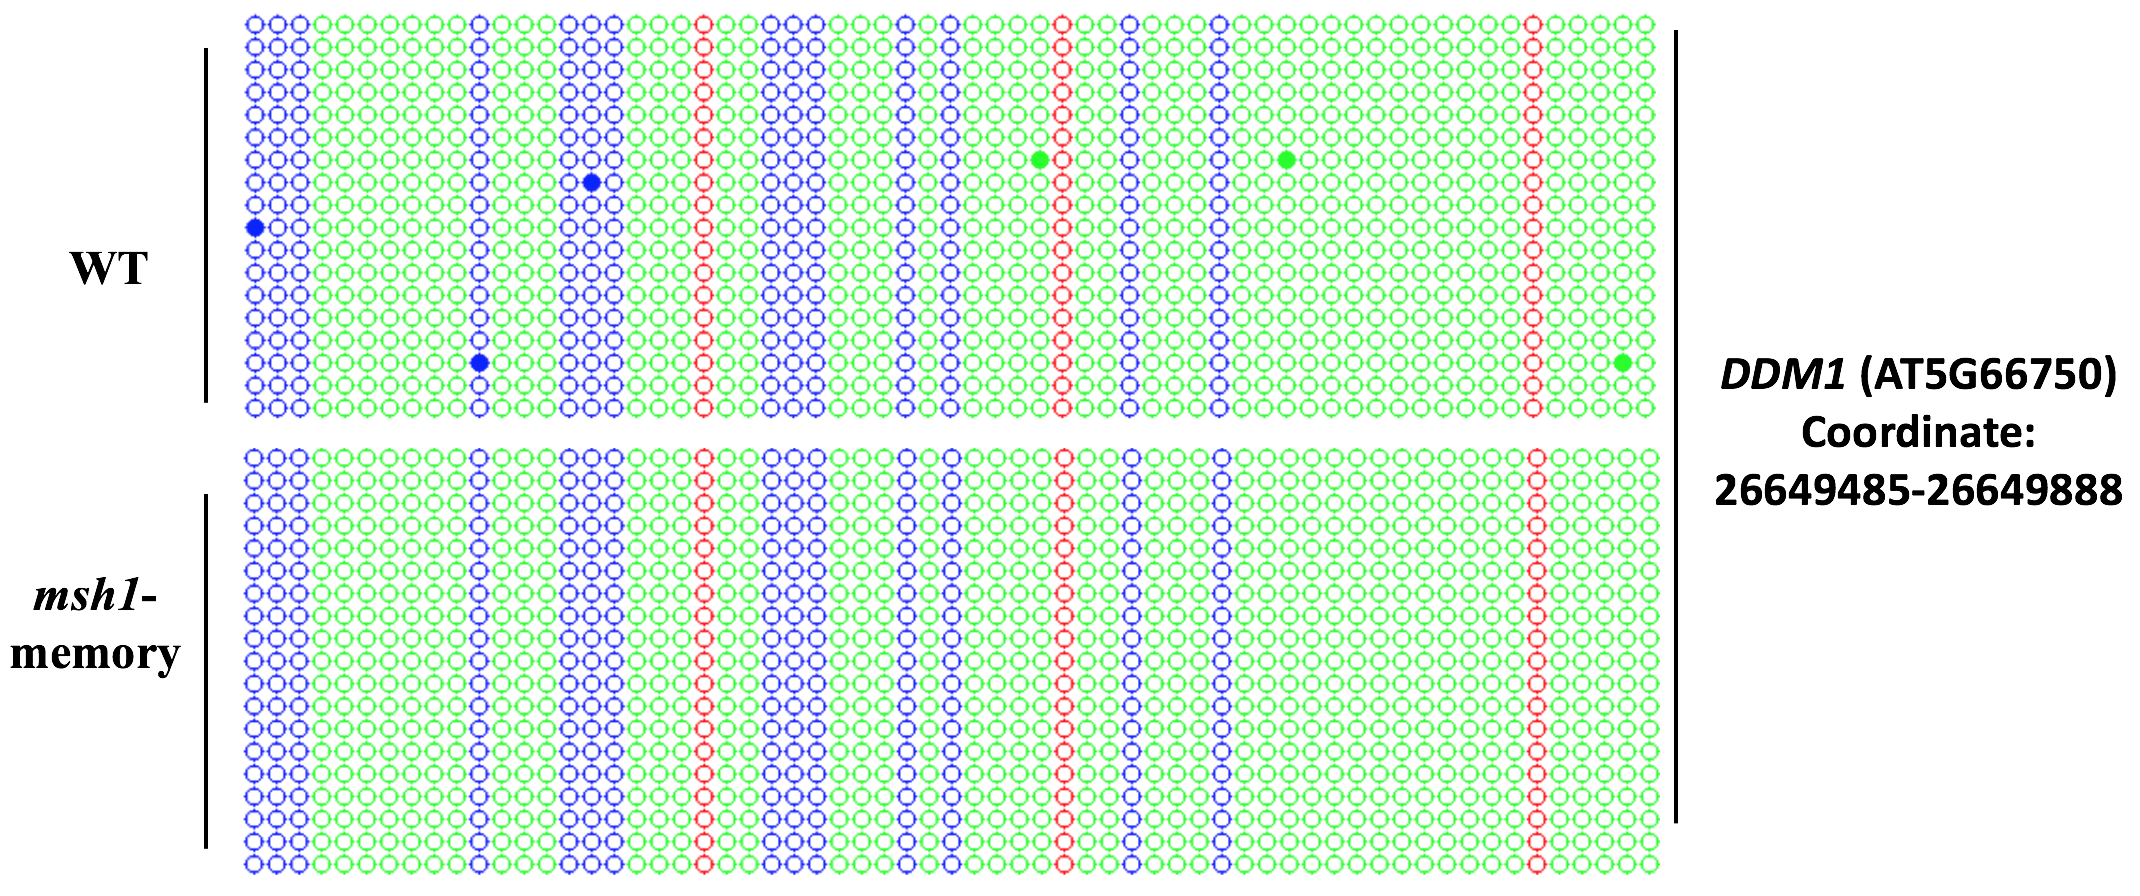 WT
msh1-
memory
DDM1 (AT5G66750)
Coordinate:
26649485-26649888